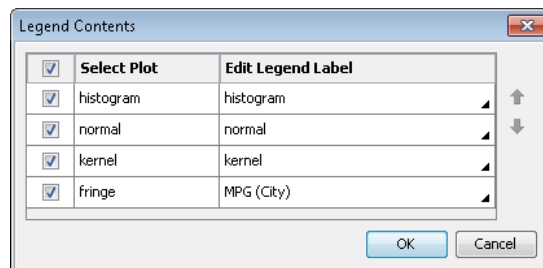 Legend Contents
Select Plot Edit Legend Label
histogram histogram
normal normal
kernel kernel
fringe MPG (City)
OK Cancel